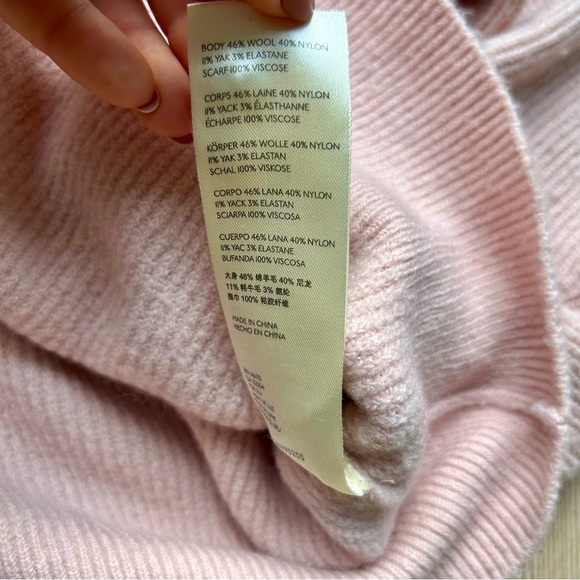 BODY 46% WOOL 40% NYLON
11% YAK 3% ELASTANE
SCARF 100% VISCOSE
CORPS 46% LAINE 40% NYLON
11% YACK 3% ÉLASTHANNE
ÉCHARPE 100% VISCOSE
KÖRPER 46% WOLLE 40% NYLON
11% YAK 3% ELASTAN
SCHAL 100% VISKOSE
CORPO 46% LANA 40% NYLON
11% YACK 3% ELASTANE
SCIARPA 100% VISCOSA
CUERPO 46% LANA 40% NYLON
11% YAC 3% ELASTANE
BUFANDA 100% VISCOSA
大身 46% 绵羊毛 40% 尼龙
11% 牦牛毛 3% 氨纶
围巾 100% 粘胶纤维
MADE IN CHINA
HECHO EN CHINA